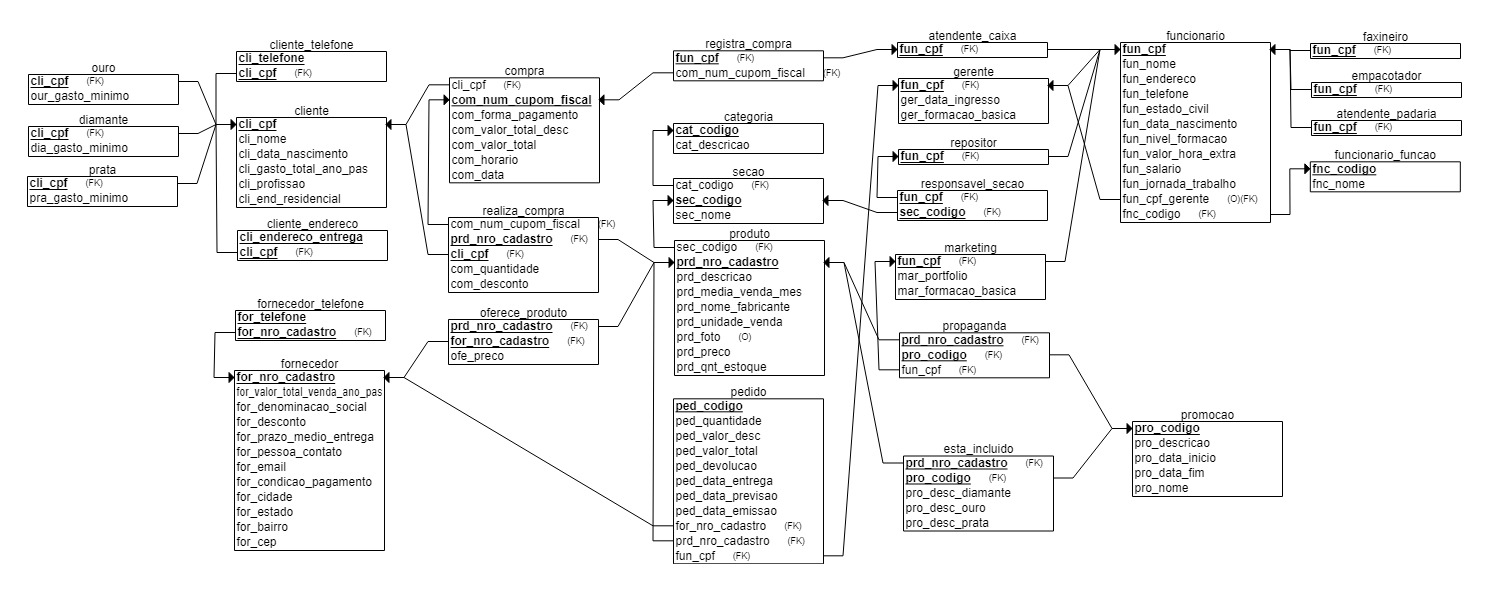 ouro
cli_cpf (FK)
our_gasto_minimo
diamante
cli_cpf (FK)
dia_gasto_minimo
prata
cli_cpf (FK)
pra_gasto_minimo
cliente_telefone
cli_telefone
cli_cpf (FK)
cliente
cli_cpf
cli_nome
cli_data_nascimento
cli_gasto_total_ano_pas
cli_profissao
cli_end_residencial
cliente_endereco
cli_endereco_entrega
cli_cpf (FK)
fornecedor_telefone
for_telefone
for_nro_cadastro (FK)
fornecedor
for_nro_cadastro
for_valor_total_venda_ano_pas
for_denominacao_social
for_desconto
for_prazo_medio_entrega
for_pessoa_contato
for_email
for_condicao_pagamento
for_cidade
for_estado
for_bairro
for_cep
compra
cli_cpf (FK)
com_num_cupom_fiscal
com_forma_pagamento
com_valor_total_desc
com_valor_total
com_horario
com_data
realiza_compra
com_num_cupom_fiscal (FK)
prd_nro_cadastro (FK)
cli_cpf (FK)
com_quantidade
com_desconto
oferece_produto
prd_nro_cadastro (FK)
for_nro_cadastro (FK)
ofe_preco
registra_compra
fun_cpf (FK)
com_num_cupom_fiscal (FK)
categoria
cat_codigo
cat_descricao
secao
cat_codigo (FK)
sec_codigo
sec_nome
produto
sec_codigo (FK)
prd_nro_cadastro
prd_descricao
prd_media_venda_mes
prd_nome_fabricante
prd_unidade_venda
prd_foto (O)
prd_preco
prd_qnt_estoque
pedido
ped_codigo
ped_quantidade
ped_valor_desc
ped_valor_total
ped_devolucao
ped_data_entrega
ped_data_previsao
ped_data_emissao
for_nro_cadastro (FK)
prd_nro_cadastro (FK)
fun_cpf (FK)
atendente_caixa
fun_cpf (FK)
gerente
fun_cpf (FK)
ger_data_ingresso
ger_formacao_basica
repositor
fun_cpf (FK)
responsavel_secao
fun_cpf (FK)
sec_codigo (FK)
marketing
fun_cpf (FK)
mar_portfolio
mar_formacao_basica
propaganda
prd_nro_cadastro (FK)
pro_codigo (FK)
fun_cpf (FK)
esta_incluido
prd_nro_cadastro (FK)
pro_codigo (FK)
pro_desc_diamante
pro_desc_ouro
pro_desc_prata
funcionario
fun_cpf
fun_nome
fun_endereco
fun_telefone
fun_estado_civil
fun_data_nascimento
fun_nivel_formacao
fun_valor_hora_extra
fun_salario
fun_jornada_trabalho
fun_cpf_gerente (O)(FK)
fnc_codigo (FK)
promocao
pro_codigo
pro_descricao
pro_data_inicio
pro_data_fim
pro_nome
faxineiro
fun_cpf (FK)
empacotador
fun_cpf (FK)
atendente_padaria
fun_cpf (FK)
funcionario_funcao
fnc_codigo
fnc_nome